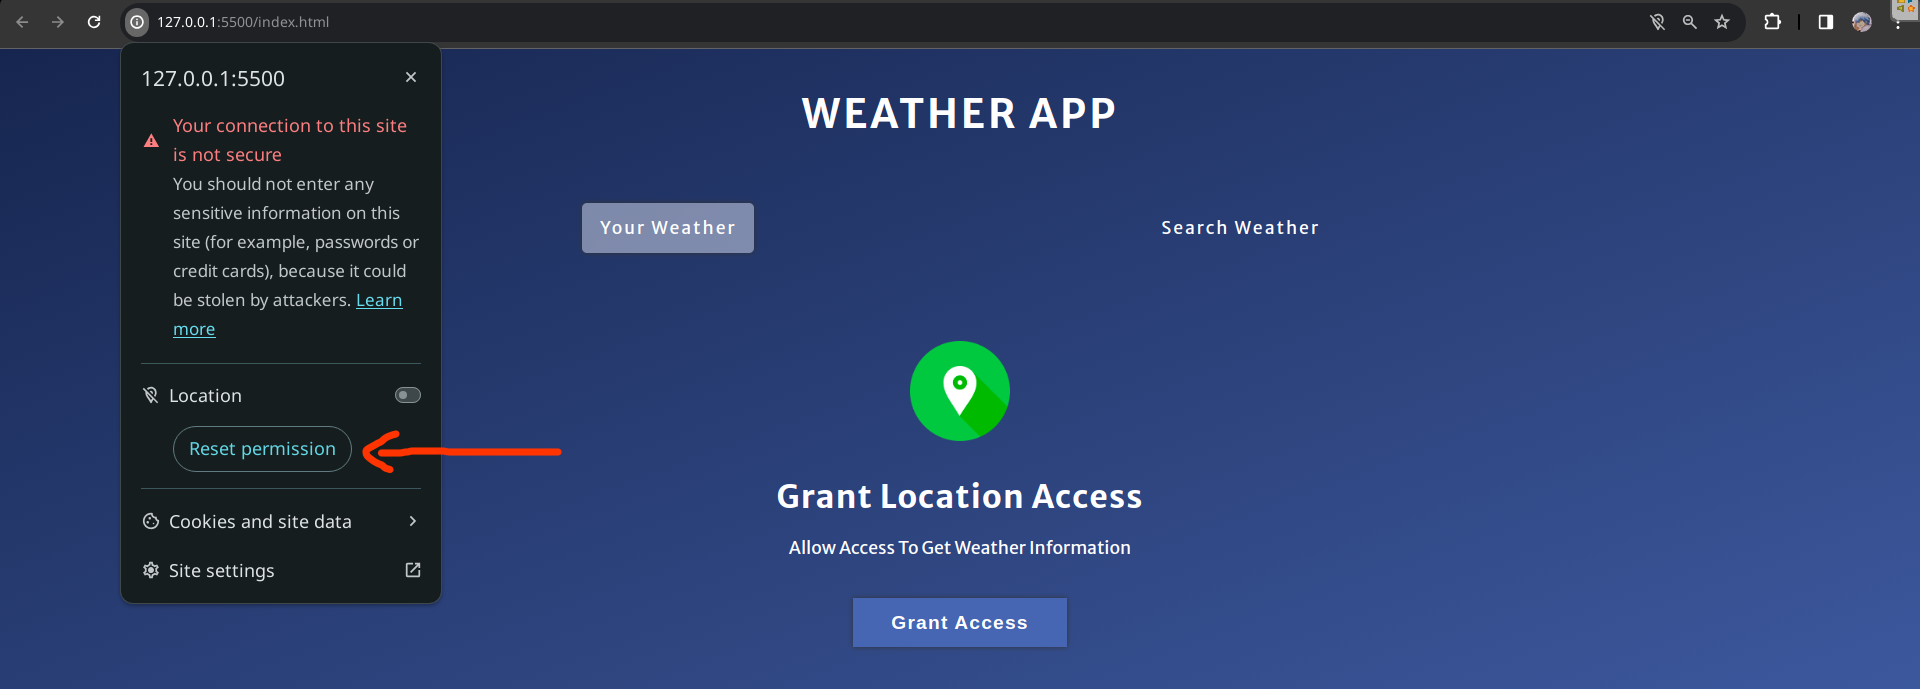 127.0.0.1:5500/index.html
127.0.0.1:5500
Your connection to this site
is not secure
You should not enter any
sensitive information on this
site (for example, passwords or
credit cards), because it could
be stolen by attackers. Learn
more
Location
Reset permission
Cookies and site data
Site settings
WEATHER APP
Your Weather
Search Weather
Grant Location Access
Allow Access To Get Weather Information
Grant Access